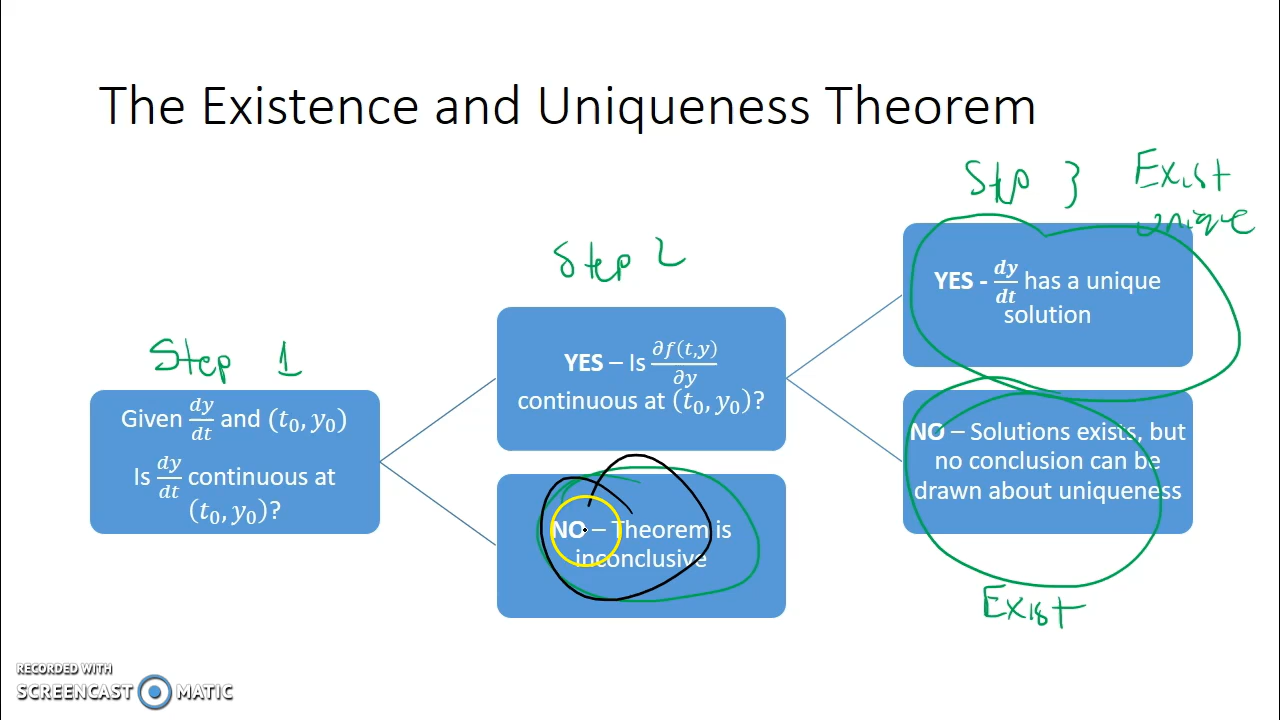 The Existence and Uniqueness Theorem
Step 1
Given dy/dt and (t₀, y₀)
Is dy/dt continuous at
(t₀, y₀)?
Step 2
YES – Is ∂f(t,y)/∂y
continuous at (t₀, y₀)?
NO – Theorem is
inconclusive
Step 3
Exist
unique
YES - dy/dt has a unique
solution
NO – Solutions exists, but
no conclusion can be
drawn about uniqueness
Exist
RECORDED WITH
SCREENCAST MATIC